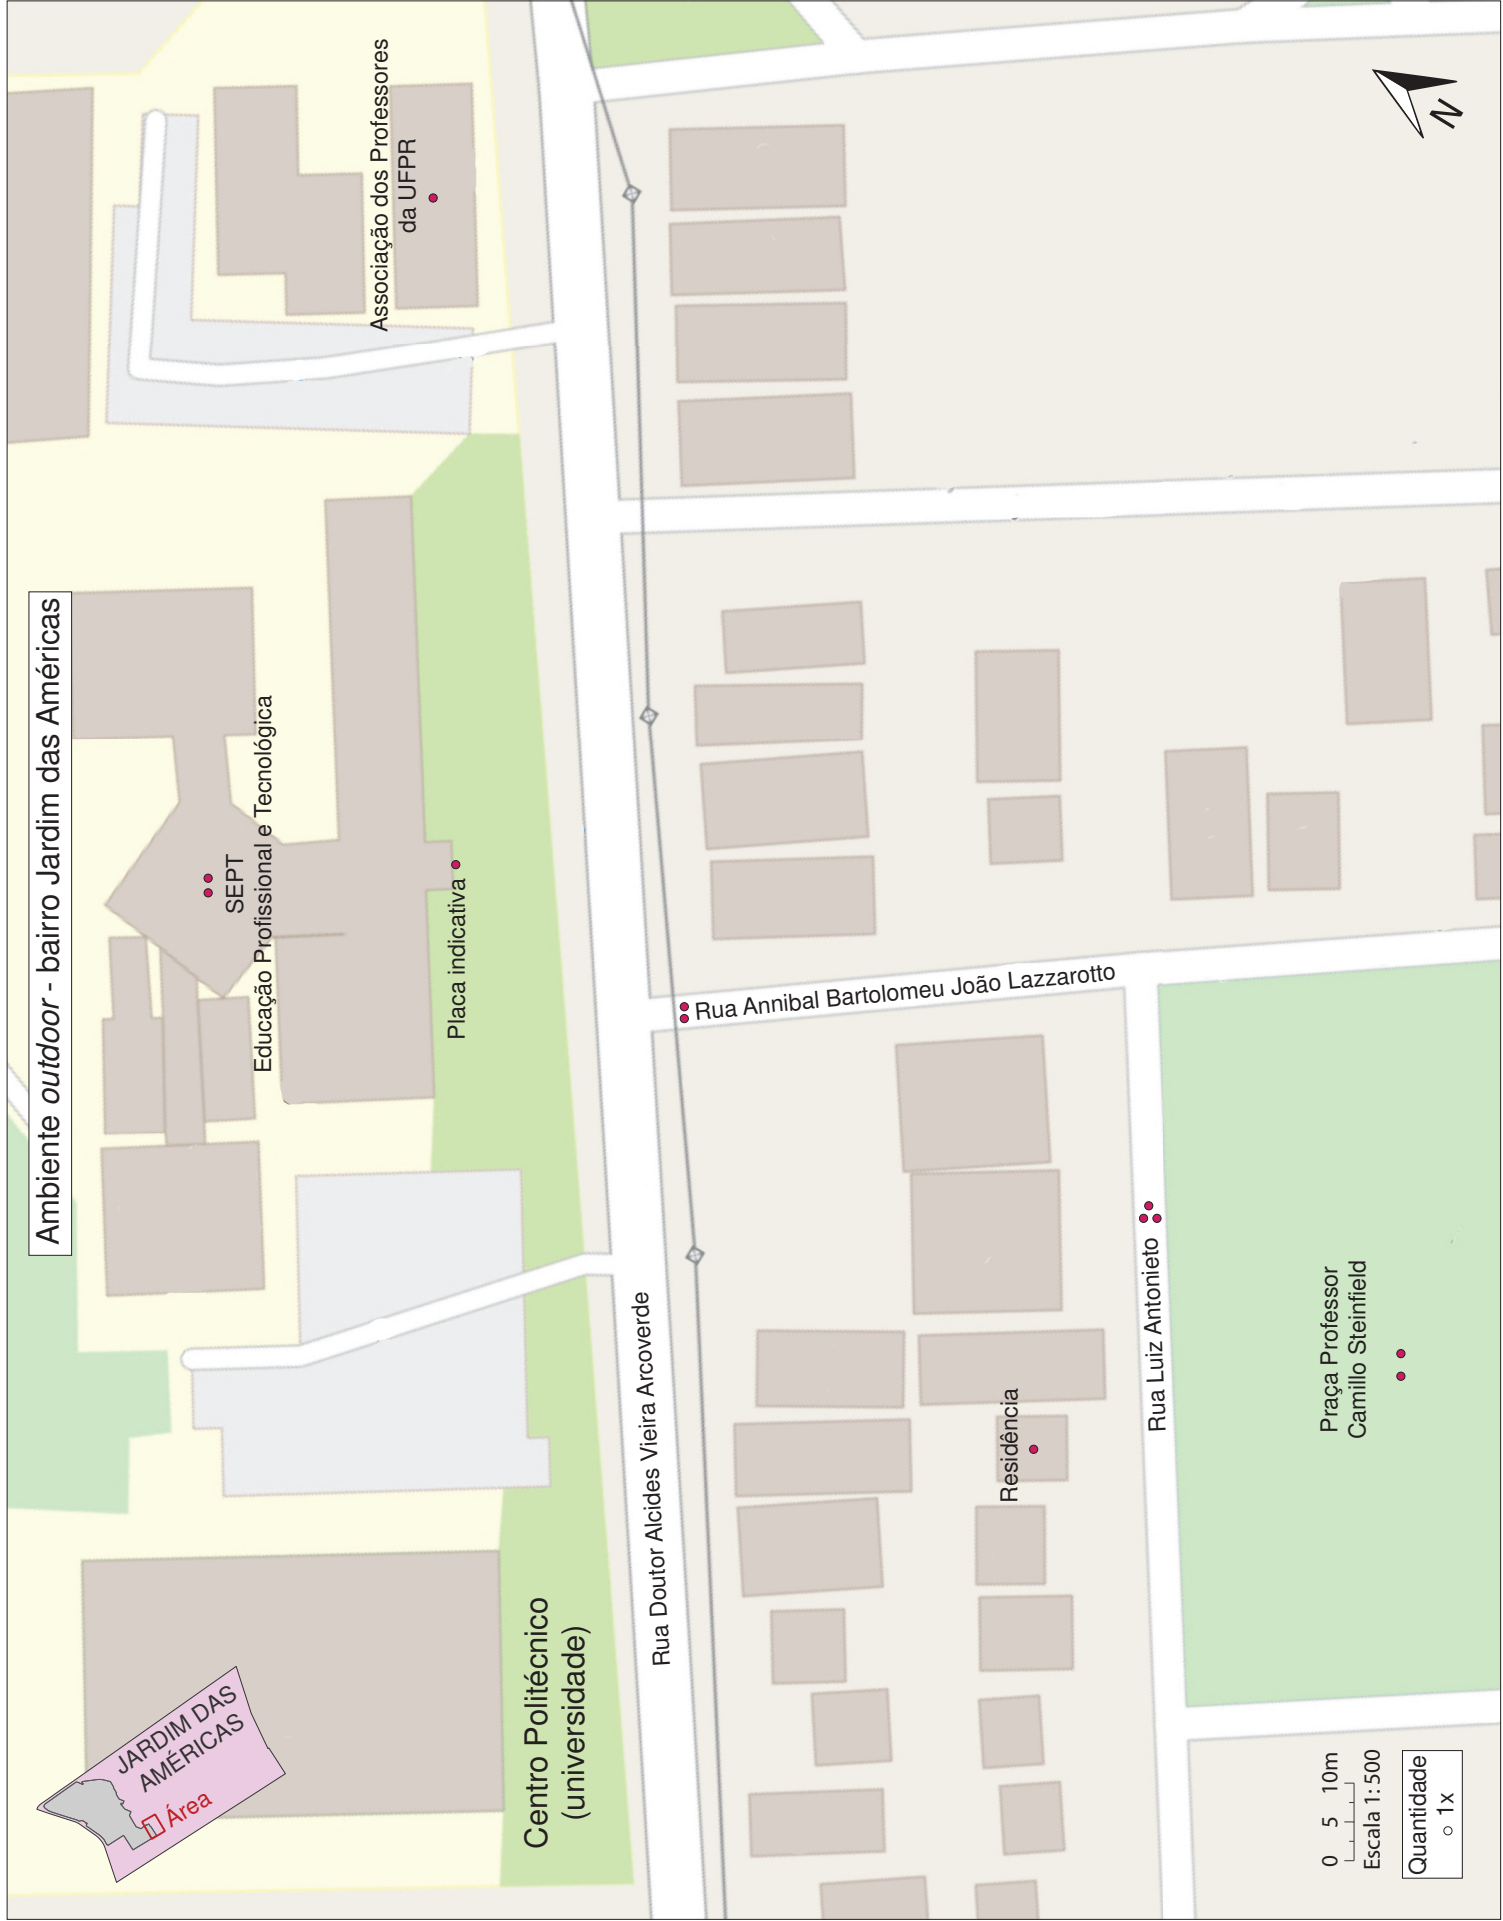 Ambiente outdoor - bairro Jardim das Américas
Associação dos Professores
da UFPR
SEPT
Educação Profissional e Tecnológica
Placa indicativa
Centro Politécnico
(universidade)
Rua Doutor Alcides Vieira Arcoverde
Rua Annibal Bartolomeu João Lazzarotto
Rua Luiz Antonieto
Residência
Praça Professor
Camillo Steinfield
JARDIM DAS
AMÉRICAS
Área
N
0 5 10m
Escala 1:500
Quantidade
1x